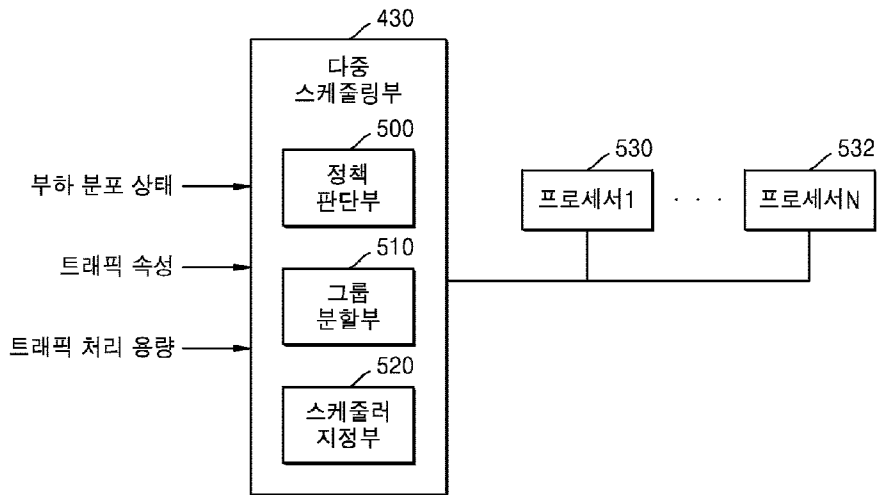 430
다중
스케줄링부
500
정책
판단부
510
그룹
분할부
520
스케줄러
지정부
부하 분포 상태
트래픽 속성
트래픽 처리 용량
530
프로세서1
· · ·
532
프로세서N